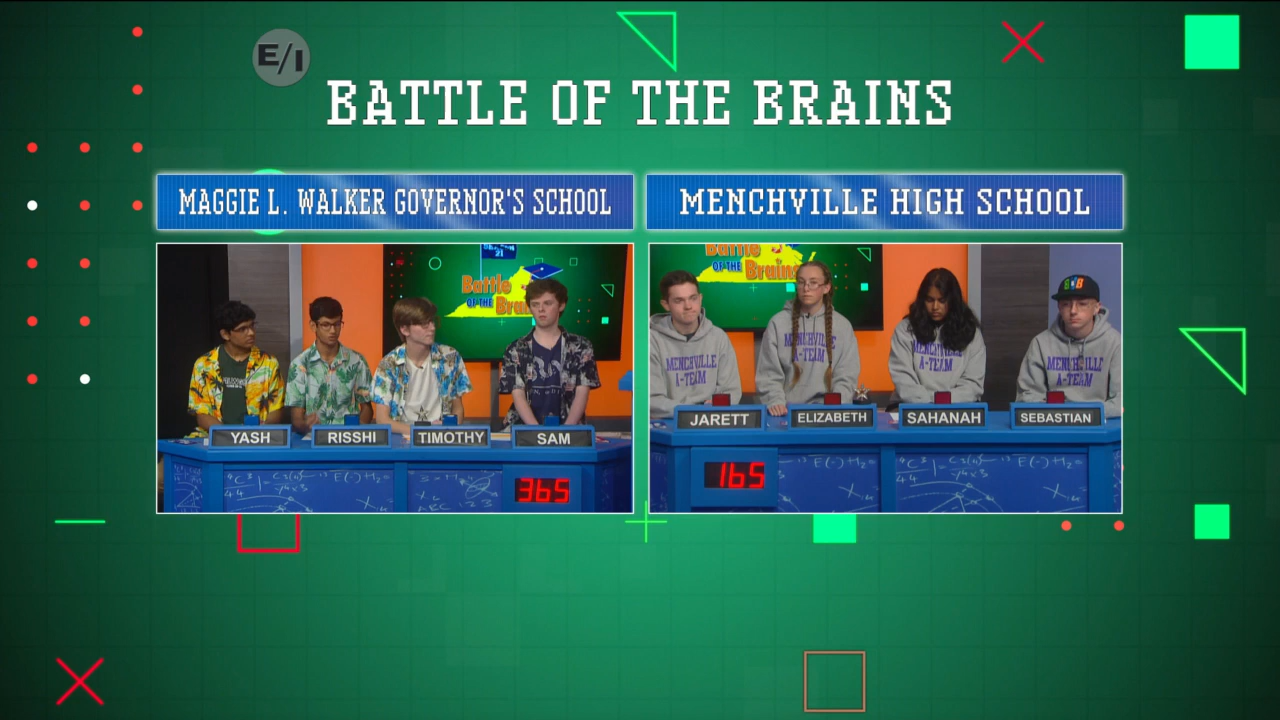 E/I
BATTLE OF THE BRAINS
MAGGIE L. WALKER GOVERNOR'S SCHOOL
MENCHVILLE HIGH SCHOOL
21
Battle
OF THE
Battle
OF THE Brains
MENCHVILLE
A-TEAM
MENCHVILLE
A-TEAM
MENCHVILLE
A-TEAM
MENCHVILLE
A-TEAM
YASH
RISSHI
TIMOTHY
SAM
JARETT
ELIZABETH
SAHANAH
SEBASTIAN
365
165